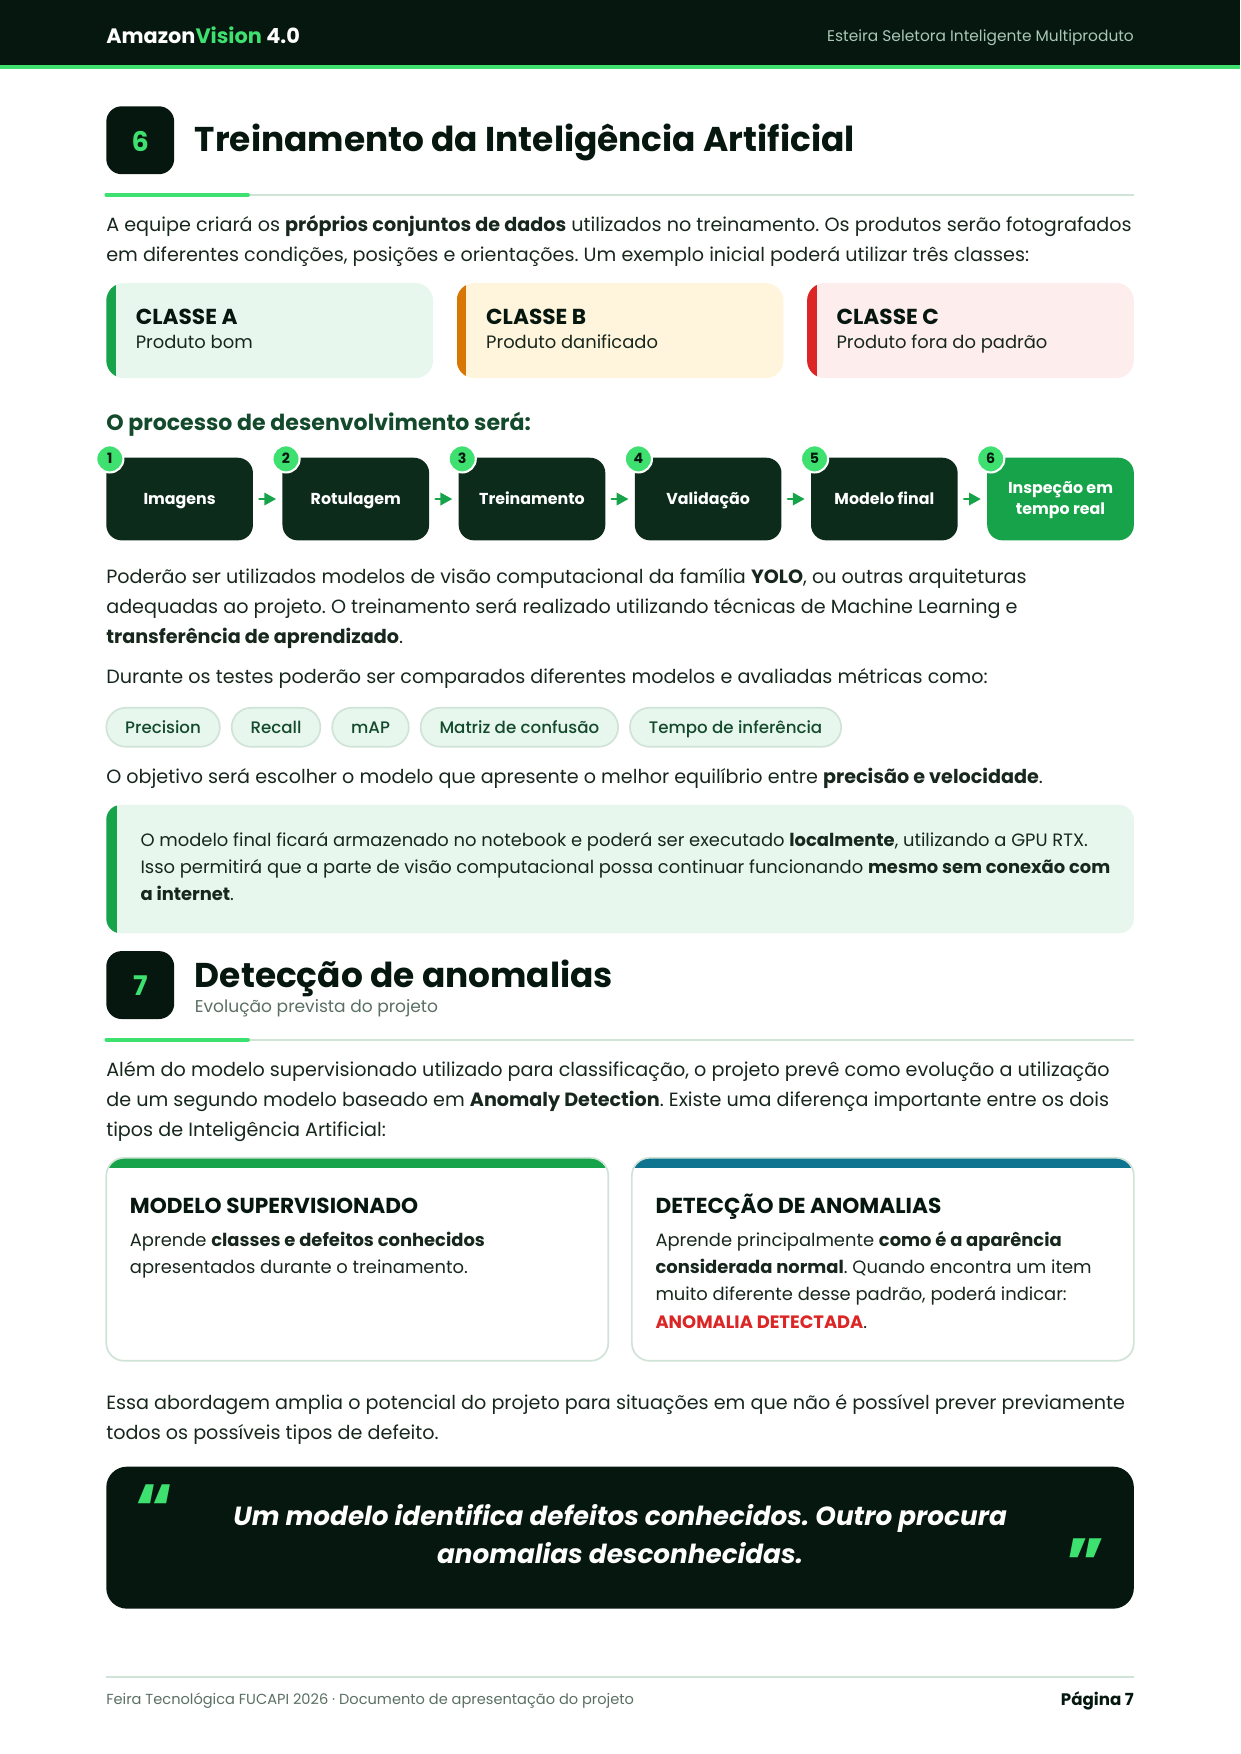 AmazonVision 4.0
Esteira Seletora Inteligente Multiproduto
6
Treinamento da Inteligência Artificial
A equipe criará os próprios conjuntos de dados utilizados no treinamento. Os produtos serão fotografados
em diferentes condições, posições e orientações. Um exemplo inicial poderá utilizar três classes:
CLASSE A
Produto bom
CLASSE B
Produto danificado
CLASSE C
Produto fora do padrão
O processo de desenvolvimento será:
1
Imagens
2
Rotulagem
3
Treinamento
4
Validação
5
Modelo final
6
Inspeção em
tempo real
Poderão ser utilizados modelos de visão computacional da família YOLO, ou outras arquiteturas
adequadas ao projeto. O treinamento será realizado utilizando técnicas de Machine Learning e
transferência de aprendizado.
Durante os testes poderão ser comparados diferentes modelos e avaliadas métricas como:
Precision
Recall
mAP
Matriz de confusão
Tempo de inferência
O objetivo será escolher o modelo que apresente o melhor equilíbrio entre precisão e velocidade.
O modelo final ficará armazenado no notebook e poderá ser executado localmente, utilizando a GPU RTX.
Isso permitirá que a parte de visão computacional possa continuar funcionando mesmo sem conexão com
a internet.
7
Detecção de anomalias
Evolução prevista do projeto
Além do modelo supervisionado utilizado para classificação, o projeto prevê como evolução a utilização
de um segundo modelo baseado em Anomaly Detection. Existe uma diferença importante entre os dois
tipos de Inteligência Artificial:
MODELO SUPERVISIONADO
Aprende classes e defeitos conhecidos
apresentados durante o treinamento.
DETECÇÃO DE ANOMALIAS
Aprende principalmente como é a aparência
considerada normal. Quando encontra um item
muito diferente desse padrão, poderá indicar:
ANOMALIA DETECTADA.
Essa abordagem amplia o potencial do projeto para situações em que não é possível prever previamente
todos os possíveis tipos de defeito.
“Um modelo identifica defeitos conhecidos. Outro procura
anomalias desconhecidas.”
Feira Tecnológica FUCAPI 2026 · Documento de apresentação do projeto
Página 7